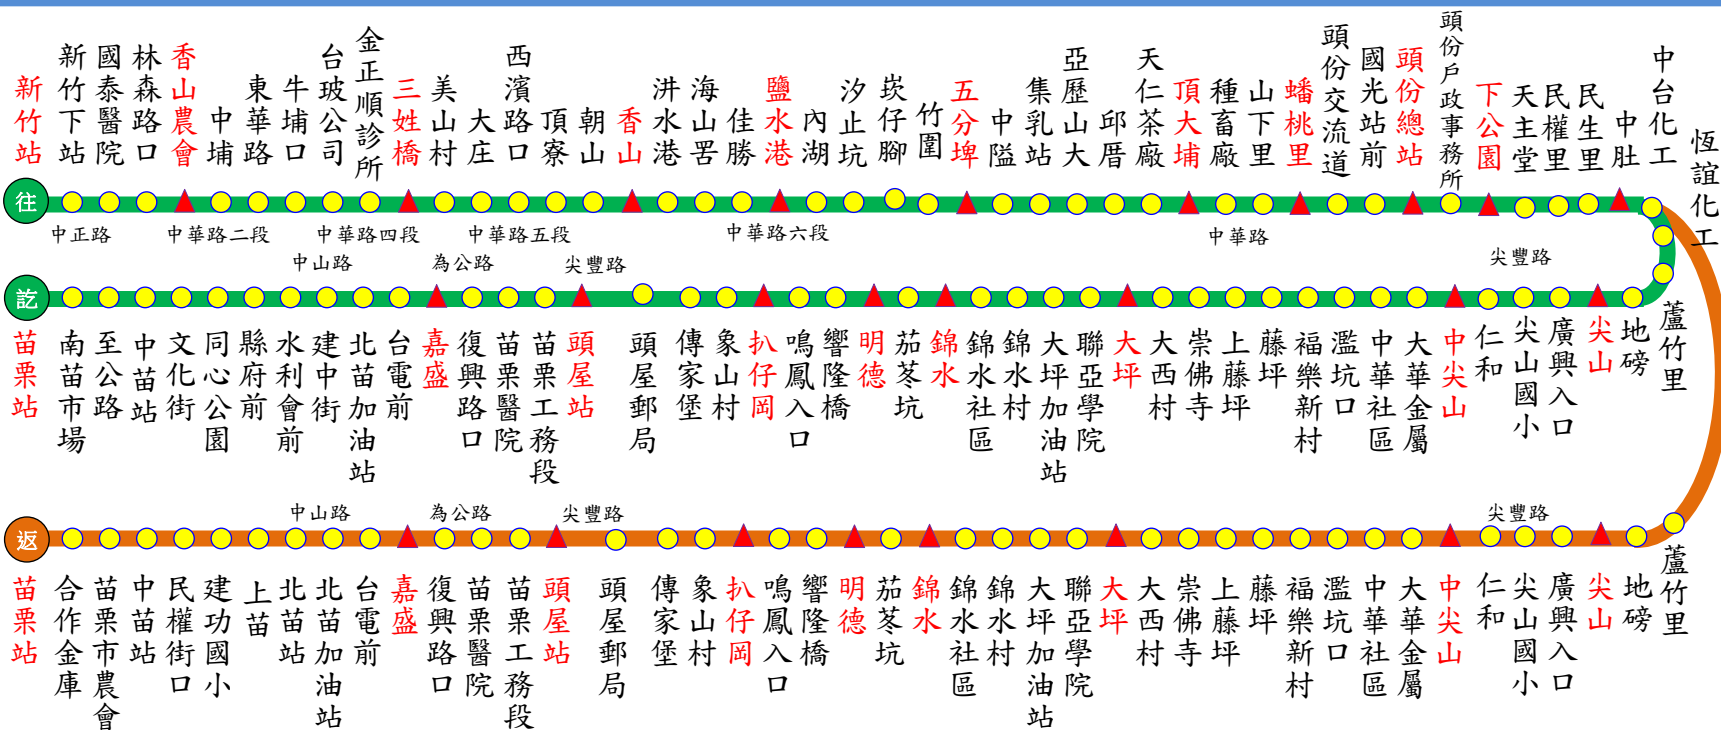 新竹站
新竹下站
國泰醫院
林森路口
香山農會
中埔
東華路
牛埔口
台玻公司
金正順診所
三姓橋
美山村
大庄
西濱路口
頂寮
朝山
香山
汫水港
海山罟
佳勝
鹽水港
內湖
汐止坑
崁仔腳
竹圍
五分埤
中隘
集乳站
亞歷山大
邱厝
天仁茶廠
頂大埔
種畜廠
山下里
蟠桃里
頭份交流道
國光站前
頭份總站
頭份戶政事務所
下公園
天主堂
民權里
民生里
中肚
中台化工
恆誼化工
往
中正路
中華路二段
中華路四段
中華路五段
中華路六段
中華路
中山路
為公路
尖豐路
尖豐路
訖
苗栗站
南苗市場
至公路
中苗站
文化街
同心公園
縣府前
水利會前
建中街
北苗加油站
台電前
嘉盛
復興路口
苗栗醫院
苗栗工務段
頭屋站
頭屋郵局
傳家堡
象山村
扒仔岡
鳴鳳入口
響隆橋
明德
茄苳坑
錦水
錦水社區
錦水村
大坪加油站
聯亞學院
大坪
大西村
崇佛寺
上藤坪
藤坪
福樂新村
濫坑口
中華社區
大華金屬
中尖山
仁和
尖山國小
廣興入口
尖山
地磅
蘆竹里
中山路
為公路
尖豐路
尖豐路
返
苗栗站
合作金庫
苗栗市農會
中苗站
民權街口
建功國小
上苗
北苗站
北苗加油站
台電前
嘉盛
復興路口
苗栗醫院
苗栗工務段
頭屋站
頭屋郵局
傳家堡
象山村
扒仔岡
鳴鳳入口
響隆橋
明德
茄苳坑
錦水
錦水社區
錦水村
大坪加油站
聯亞學院
大坪
大西村
崇佛寺
上藤坪
藤坪
福樂新村
濫坑口
中華社區
大華金屬
中尖山
仁和
尖山國小
廣興入口
尖山
地磅
蘆竹里